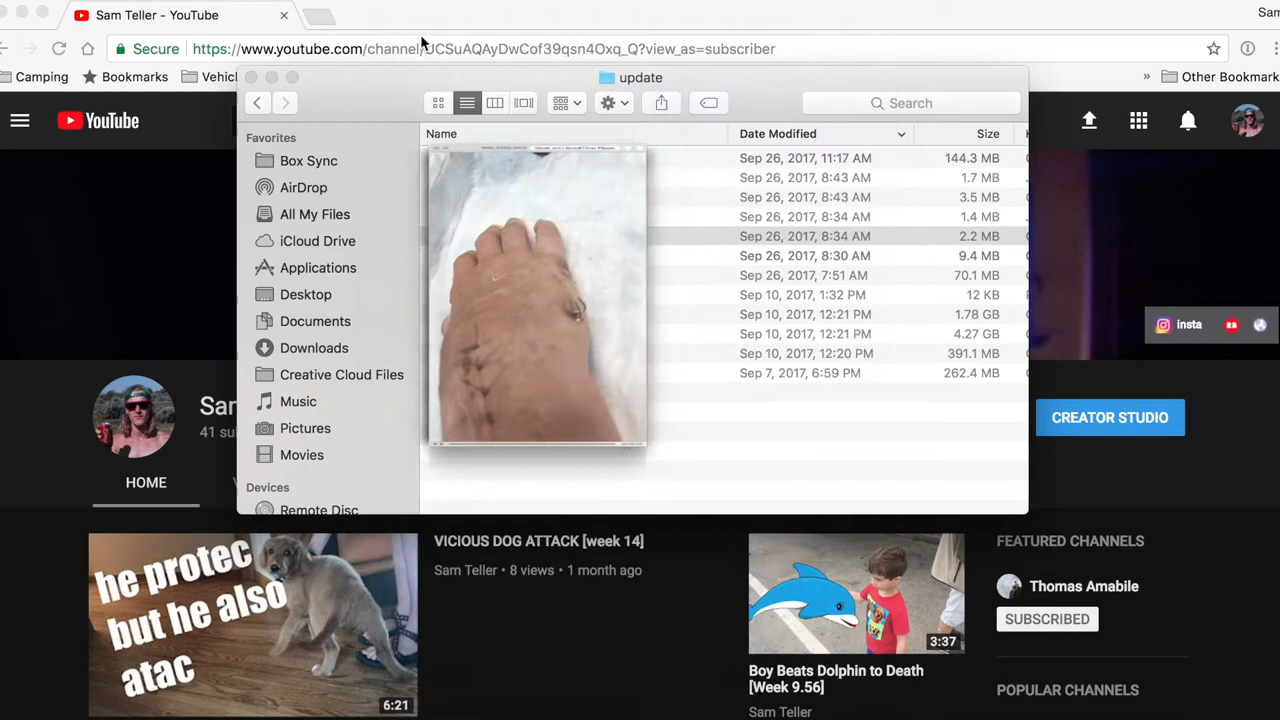 Sam Teller - YouTube
Sam
Secure https://www.youtube.com/channel/UCSuAQAyDwCof39qsn4Oxq_Q?view_as=subscriber
Camping Bookmarks Vehicl » Other Bookmark
update
Search
YouTube
Favorites
Box Sync
AirDrop
All My Files
iCloud Drive
Applications
Desktop
Documents
Downloads
Creative Cloud Files
Music
Pictures
Movies
Devices
Remote Disc
Name Date Modified Size
Sep 26, 2017, 11:17 AM 144.3 MB
Sep 26, 2017, 8:43 AM 1.7 MB
Sep 26, 2017, 8:43 AM 3.5 MB
Sep 26, 2017, 8:34 AM 1.4 MB
Sep 26, 2017, 8:34 AM 2.2 MB
Sep 26, 2017, 8:30 AM 9.4 MB
Sep 26, 2017, 7:51 AM 70.1 MB
Sep 10, 2017, 1:32 PM 12 KB
Sep 10, 2017, 12:21 PM 1.78 GB
Sep 10, 2017, 12:21 PM 4.27 GB
Sep 10, 2017, 12:20 PM 391.1 MB
Sep 7, 2017, 6:59 PM 262.4 MB
insta
Sam
41 su
CREATOR STUDIO
HOME
he protec
but he also
atac
6:21
VICIOUS DOG ATTACK [week 14]
Sam Teller • 8 views • 1 month ago
3:37
Boy Beats Dolphin to Death
[Week 9.56]
Sam Teller
FEATURED CHANNELS
Thomas Amabile
SUBSCRIBED
POPULAR CHANNELS